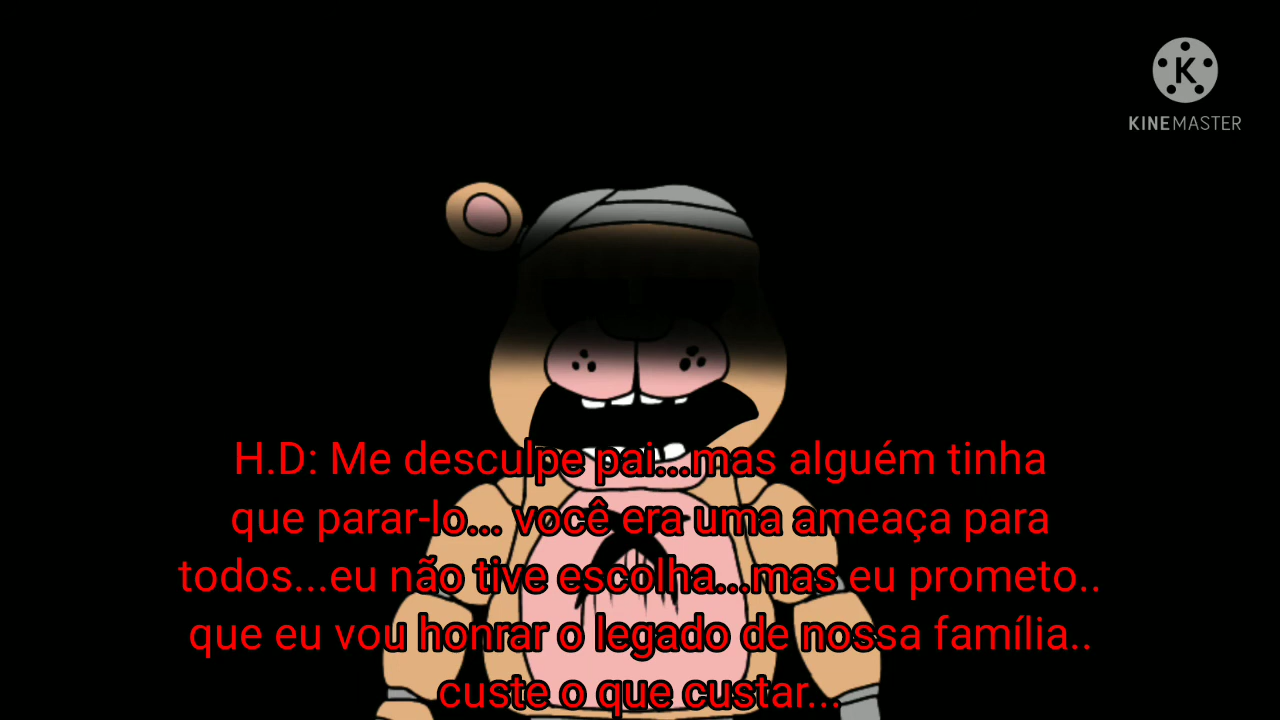 KINEMASTER
H.D: Me desculpe pai...mas alguém tinha
que parar-lo... você era uma ameaça para
todos...eu não tive escolha...mas eu prometo..
que eu vou honrar o legado de nossa família..
custe o que custar...